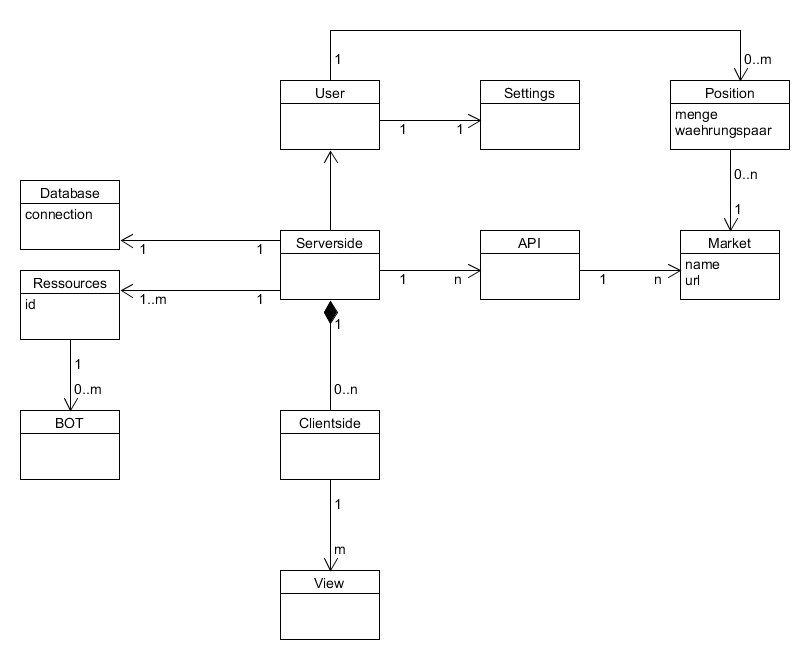 1
0..m
User
Settings
Position
menge
waehrungspaar
1
1
0..n
1
Database
connection
1
1
Serverside
API
Market
name
url
1
n
1
n
Ressources
id
1..m
1
1
0..m
1
0..n
BOT
Clientside
1
m
View